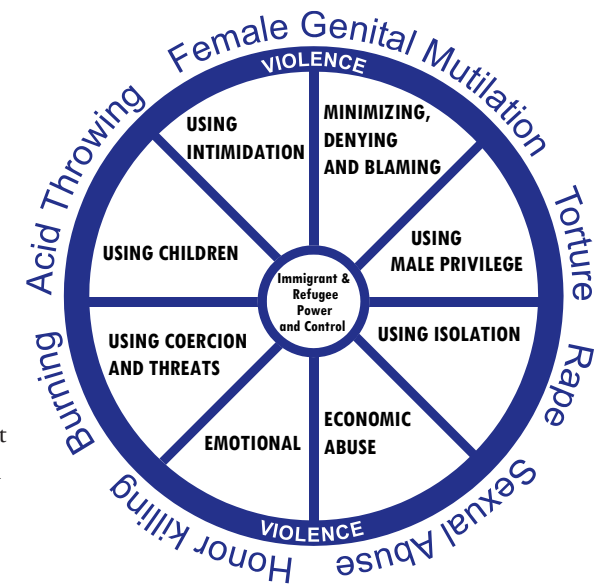 Female Genital Mutilation
Torture
Rape
Sexual Abuse
Honor Killing
Burning
Acid Throwing
VIOLENCE
MINIMIZING,
DENYING
AND BLAMING
USING
MALE PRIVILEGE
USING ISOLATION
ECONOMIC
ABUSE
EMOTIONAL
USING COERCION
AND THREATS
USING CHILDREN
USING
INTIMIDATION
Immigrant &
Refugee
Power
and Control
VIOLENCE
t